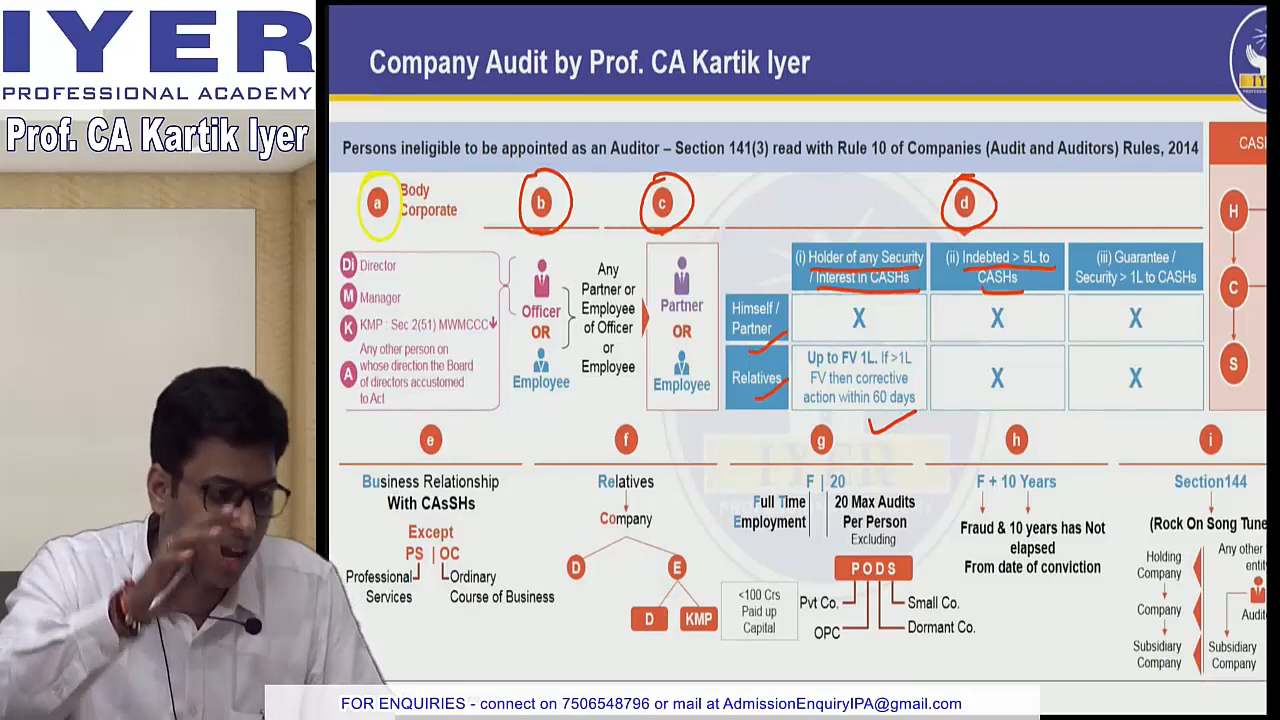 IYER
PROFESSIONAL ACADEMY
Prof. CA Kartik Iyer
Company Audit by Prof. CA Kartik Iyer
Persons ineligible to be appointed as an Auditor – Section 141(3) read with Rule 10 of Companies (Audit and Auditors) Rules, 2014
a
Body
Corporate
b
c
d
Di Director
M Manager
K KMP : Sec 2(51) MWMCCC
A
Any other person on
whose direction the Board
of directors accustomed
to Act
Officer
OR
Employee
Any
Partner or
Employee
of Officer
or
Employee
Partner
OR
Employee
(i) Holder of any Security
/ Interest in CASHs
(ii) Indebted > 5L to
CASHs
(iii) Guarantee /
Security > 1L to CASHs
Himself /
Partner
X
X
X
Relatives
Up to FV 1L. If >1L
FV then corrective
action within 60 days
X
X
H
C
S
e
Business Relationship
With CAsSHs
Except
PS | OC
Professional
Services
Ordinary
Course of Business
f
Relatives
Company
D
E
D
KMP
g
F | 20
Full Time
Employment
20 Max Audits
Per Person
Excluding
PODS
<100 Crs
Paid up
Capital
Pvt Co.
OPC
Small Co.
Dormant Co.
h
F + 10 Years
Fraud & 10 years has Not
elapsed
From date of conviction
i
Section144
Holding
Company
Company
Subsidiary
Company
Any other
Subsidiary
Company
FOR ENQUIRIES - connect on 7506548796 or mail at AdmissionEnquiryIPA@gmail.com